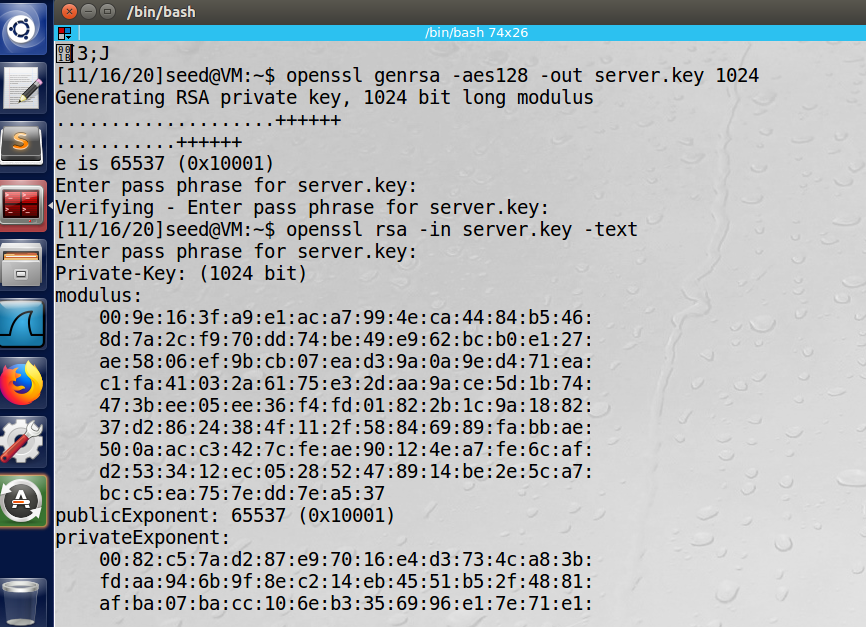 /bin/bash
/bin/bash 74x26
[3;J
[11/16/20]seed@VM:~$ openssl genrsa -aes128 -out server.key 1024
Generating RSA private key, 1024 bit long modulus
....................++++++
...........++++++
e is 65537 (0x10001)
Enter pass phrase for server.key:
Verifying - Enter pass phrase for server.key:
[11/16/20]seed@VM:~$ openssl rsa -in server.key -text
Enter pass phrase for server.key:
Private-Key: (1024 bit)
modulus:
    00:9e:16:3f:a9:e1:ac:a7:99:4e:ca:44:84:b5:46:
    8d:7a:2c:f9:70:dd:74:be:49:e9:62:bc:b0:e1:27:
    ae:58:06:ef:9b:cb:07:ea:d3:9a:0a:9e:d4:71:ea:
    c1:fa:41:03:2a:61:75:e3:2d:aa:9a:ce:5d:1b:74:
    47:3b:ee:05:ee:36:f4:fd:01:82:2b:1c:9a:18:82:
    37:d2:86:24:38:4f:11:2f:58:84:69:89:fa:bb:ae:
    50:0a:ac:c3:42:7c:fe:ae:90:12:4e:a7:fe:6c:af:
    d2:53:34:12:ec:05:28:52:47:89:14:be:2e:5c:a7:
    bc:c5:ea:75:7e:dd:7e:a5:37
publicExponent: 65537 (0x10001)
privateExponent:
    00:82:c5:7a:d2:87:e9:70:16:e4:d3:73:4c:a8:3b:
    fd:aa:94:6b:9f:8e:c2:14:eb:45:51:b5:2f:48:81:
    af:ba:07:ba:cc:10:6e:b3:35:69:96:e1:7e:71:e1: